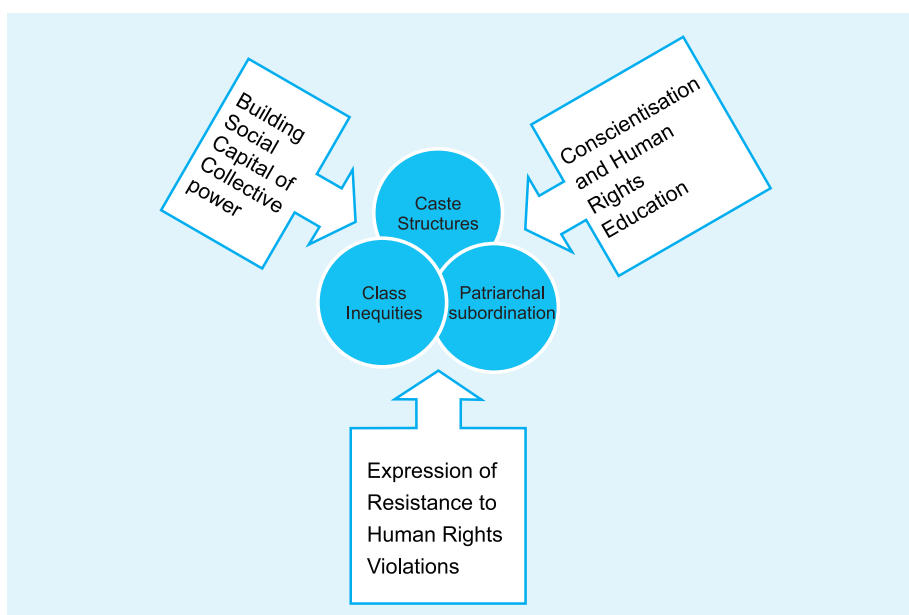 Building
Social
Capital of
Collective
power
Conscientisation
and Human
Rights
Education
Caste
Structures
Class
Inequities
Patriarchal
subordination
Expression of
Resistance to
Human Rights
Violations